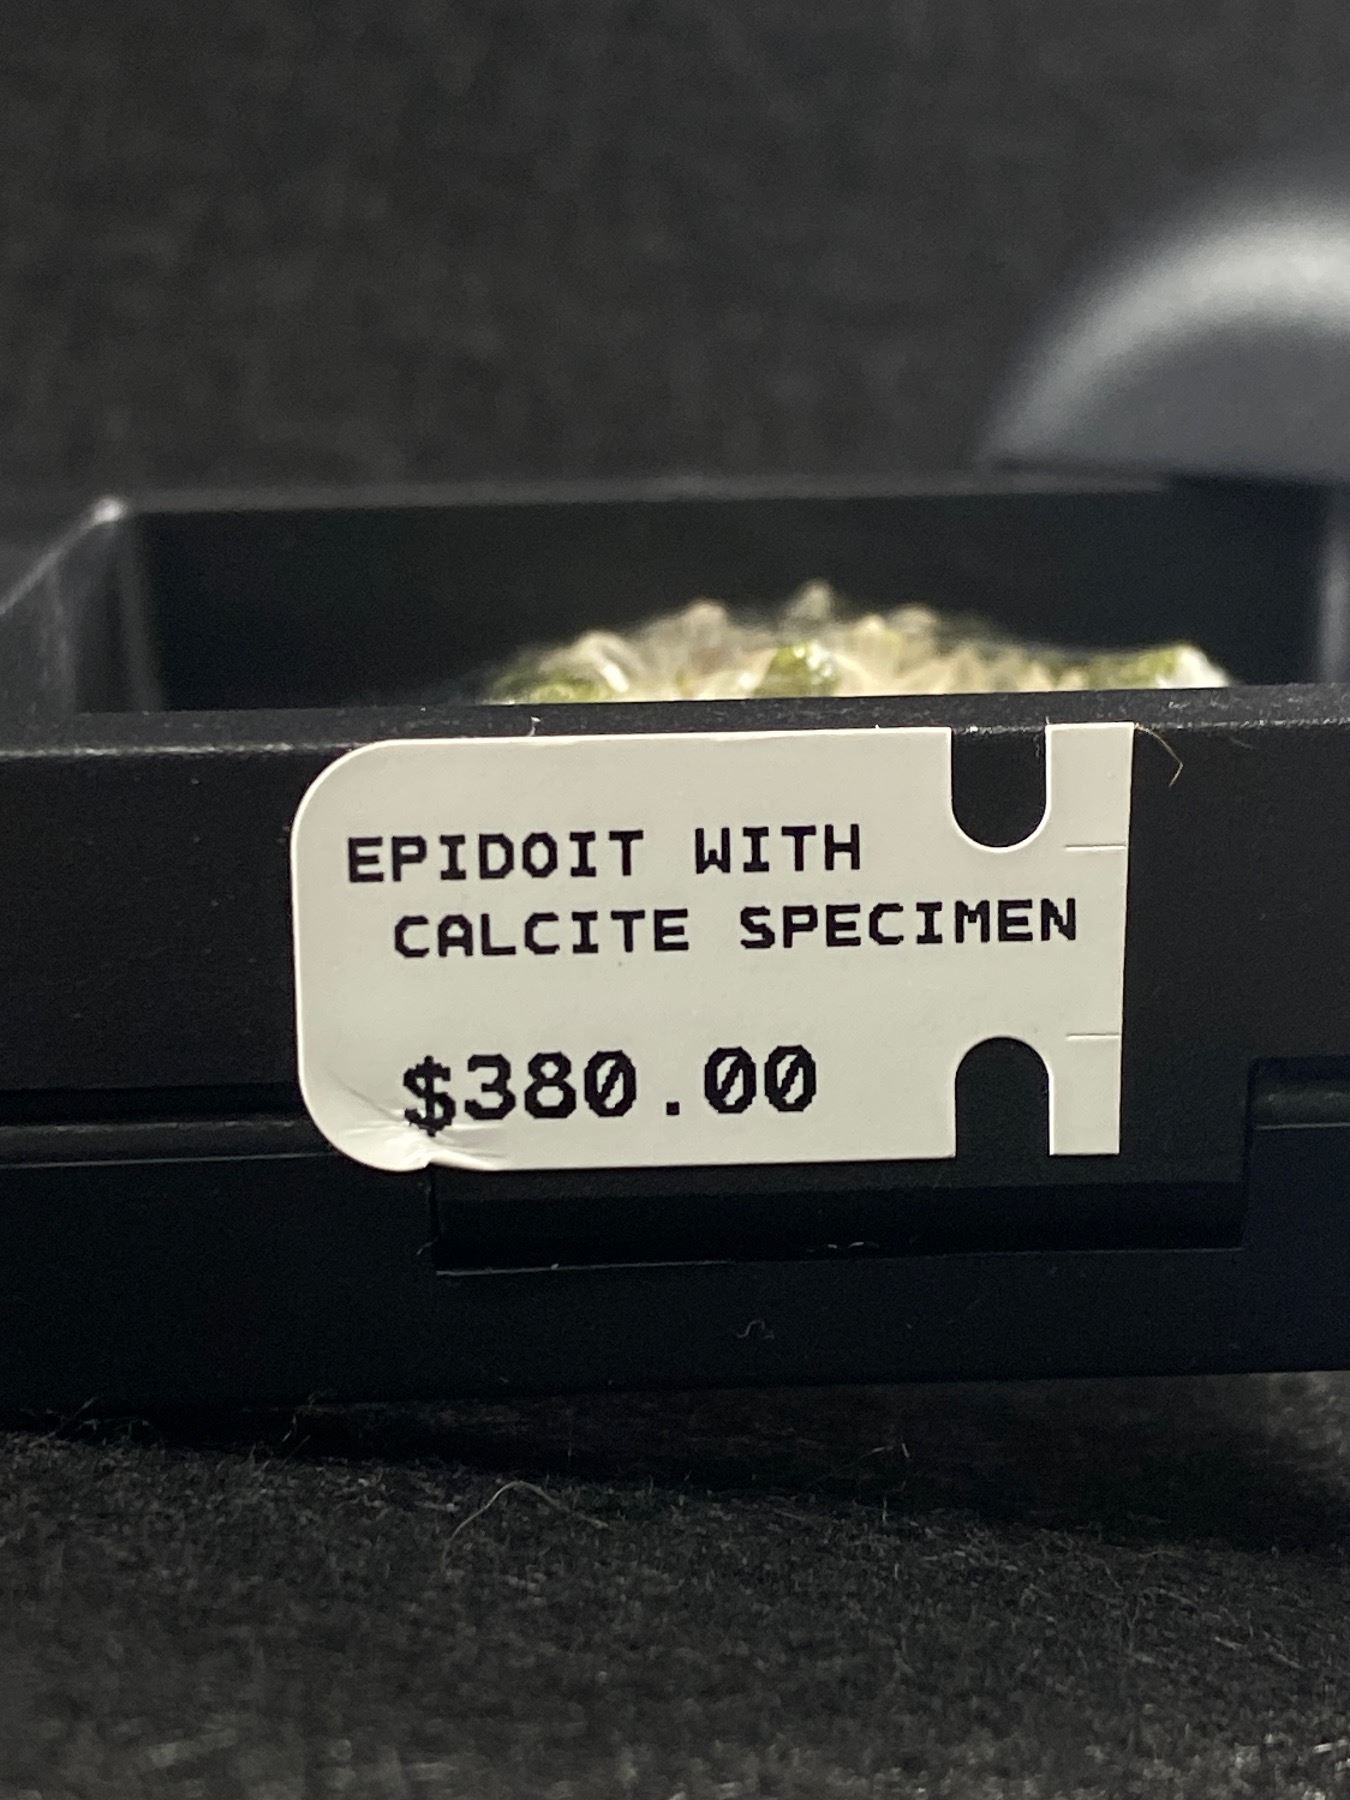 EPIDOIT WITH
CALCITE SPECIMEN
$380.00